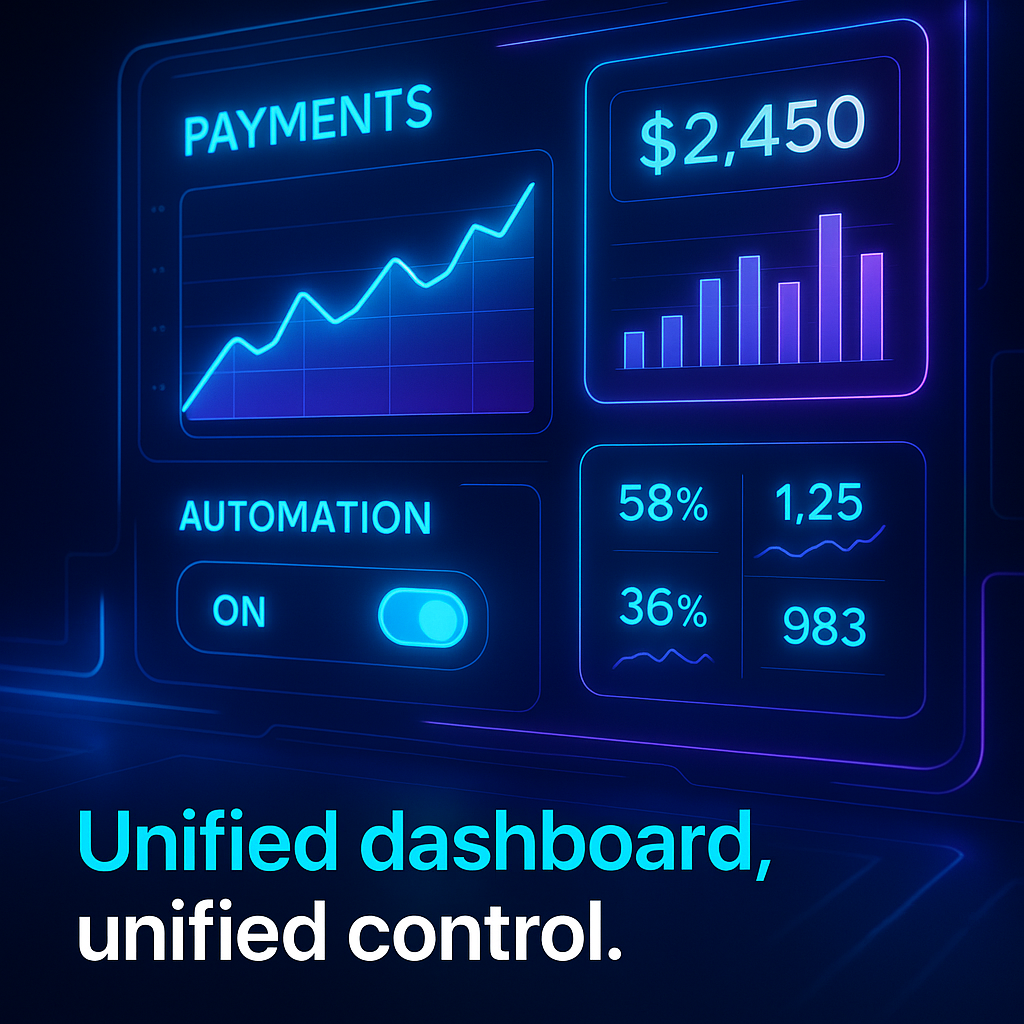 PAYMENTS
$2,450
AUTOMATION
ON
58%
1,25
36%
983
Unified dashboard,
unified control.